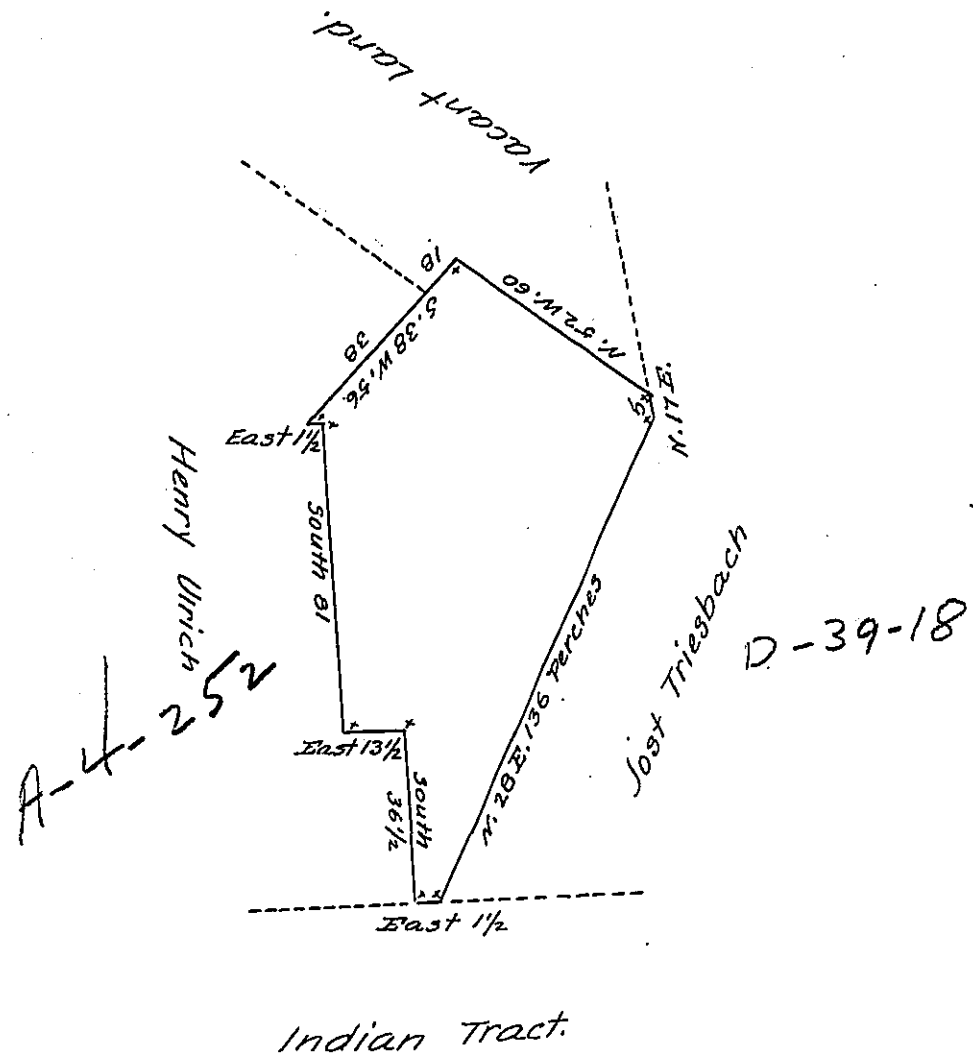 Vacant Land.
18
S. 38 W. 56.
38
N. 52 W. 60
N. 17 E.
9
East 1½
Henry Ulrich
A-4-252
South 81
East 13½
South
36½
N. 28 E. 136 Perches
Jost Triesbach
D-39-18
East 1½
Indian Tract.